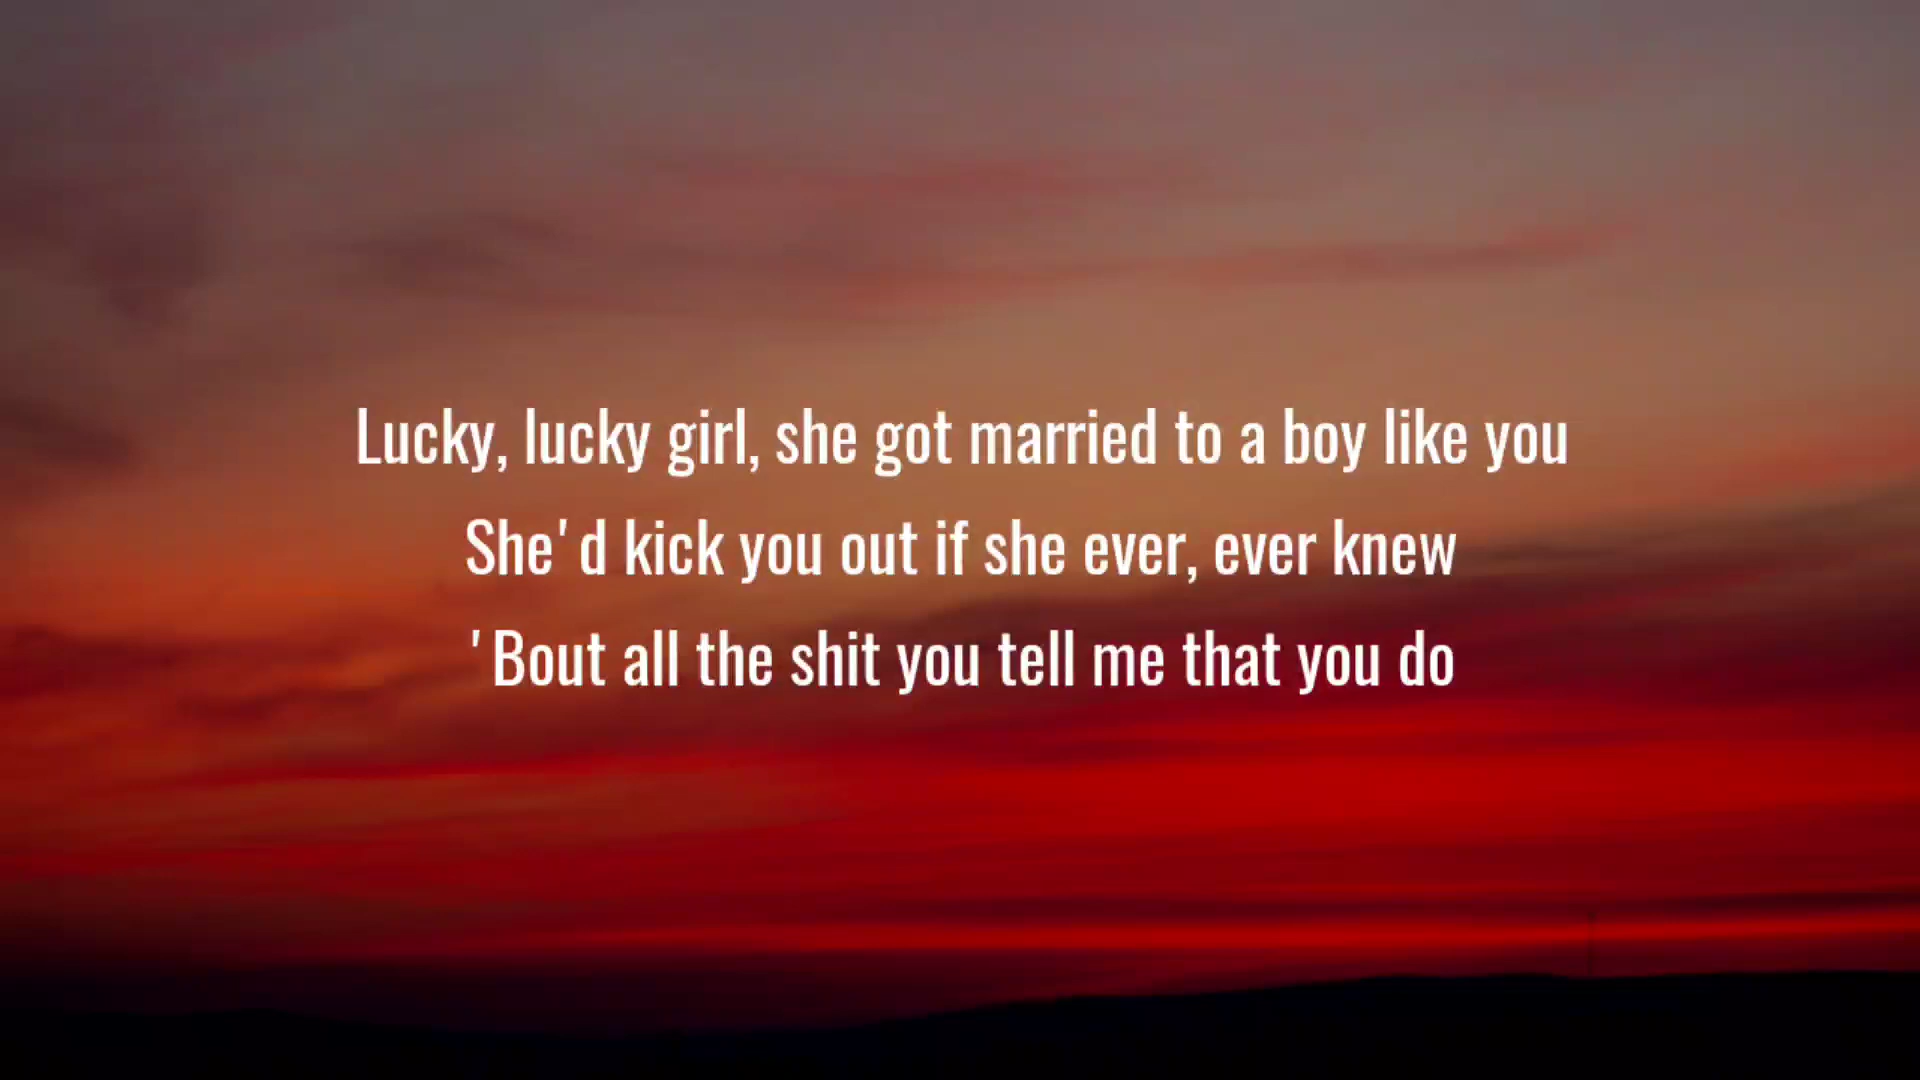 Lucky, lucky girl, she got married to a boy like you
She'd kick you out if she ever, ever knew
'Bout all the shit you tell me that you do